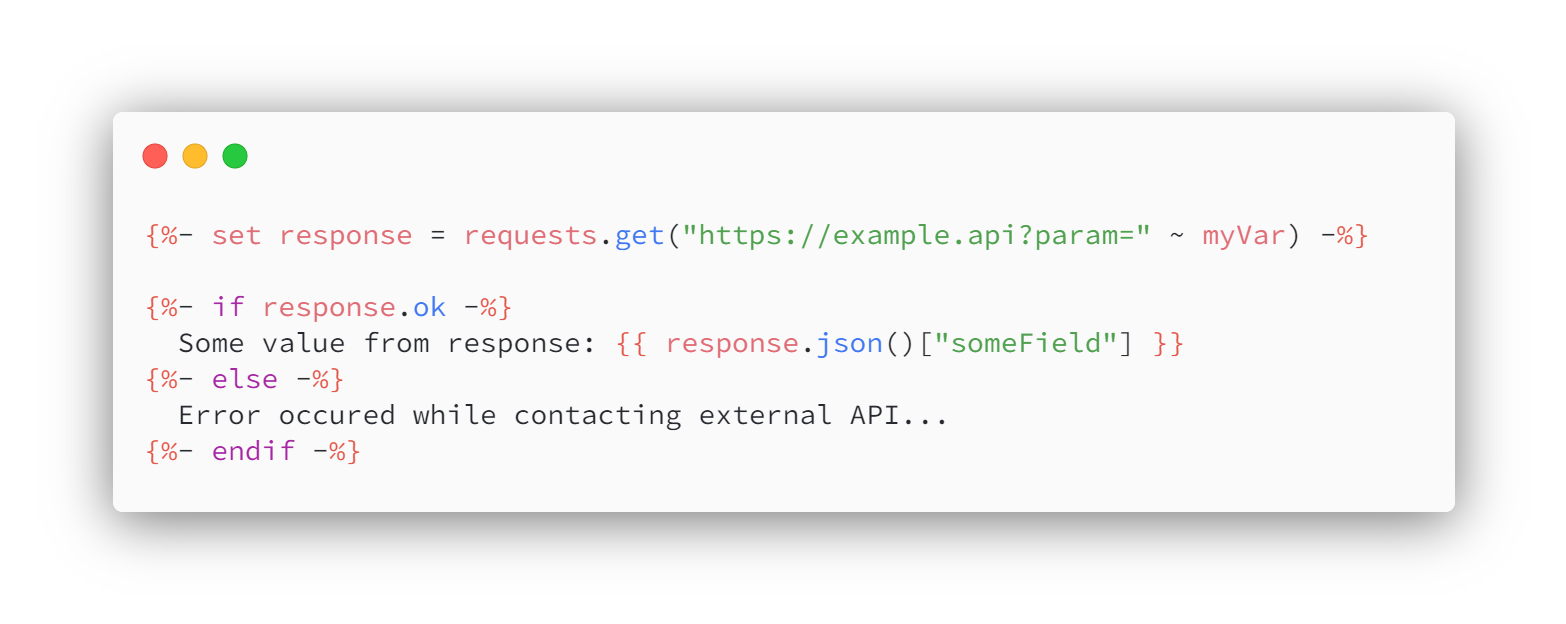 {%- set response = requests.get("https://example.api?param=" ~ myVar) -%}
{%- if response.ok -%}
Some value from response: {{ response.json()["someField"] }}
{%- else -%}
Error occured while contacting external API...
{%- endif -%}